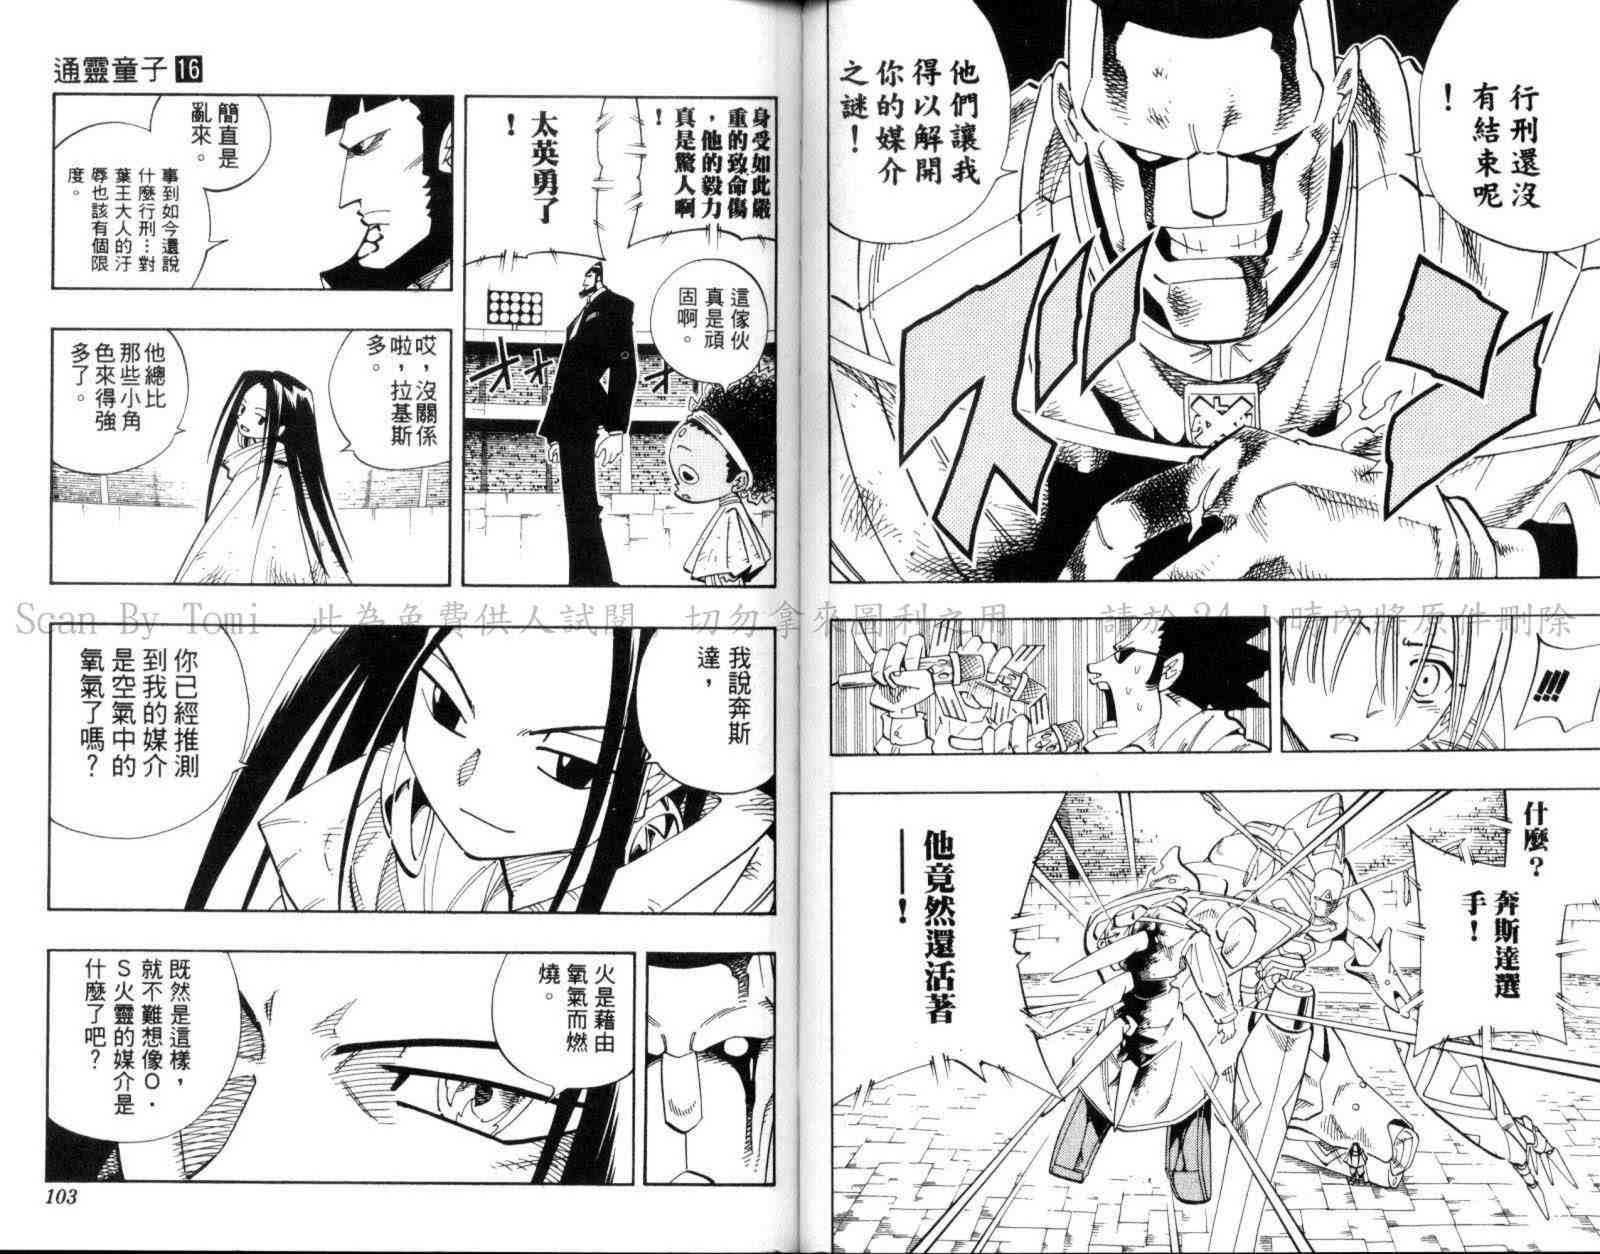 行刑還沒
有結束呢
！
他們讓我
得以解開
你的媒介
之謎！
ズ
ズ
ン
!!!
什麼？
奔斯達選
手！
他竟然還活著
——！
通靈童子 16
身受如此嚴
重的致命傷
，他的毅力
真是驚人啊
！
太英勇了
！
這傢伙
真是頑
固啊。
オオ
オオ
簡直是
亂來。
事到如今還說
什麼行刑…對
葉王大人的汙
辱也該有個限
度。
哎，沒關係
啦，拉基斯
多。
他總比
那些小角
色來得強
多了。
Scan By Tomi 此為免費供人試閱 切勿拿來圖利之用 請於 24 小時內將原件刪除
我說奔斯
達，
你已經推測
到我的媒介
是空氣中的
氧氣了嗎？
火是藉由
氧氣而燃
燒。
既然是這樣，
就不難想像Ｏ．
Ｓ火靈的媒介是
什麼了吧？
103